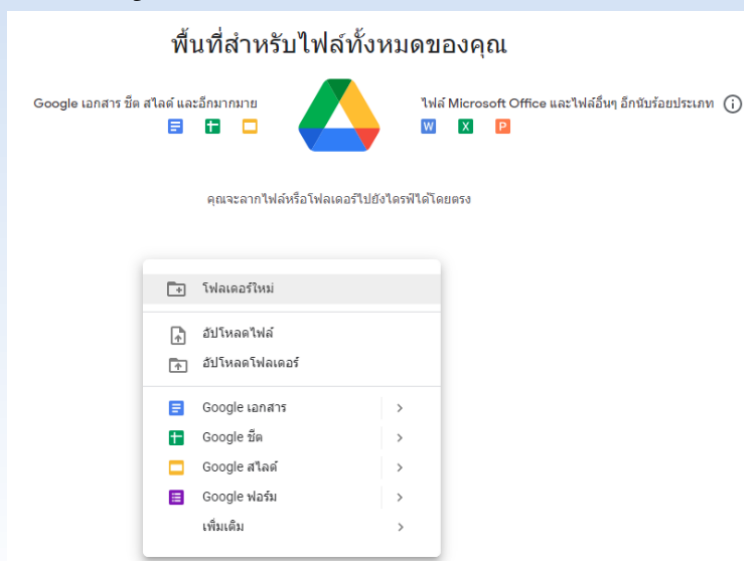 พื้นที่สำหรับไฟล์ทั้งหมดของคุณ
Google เอกสาร ชีต สไลด์ และอีกมากมาย
ไฟล์ Microsoft Office และไฟล์อื่นๆ อีกนับร้อยประเภท
W X P
คุณจะลากไฟล์หรือโฟลเดอร์ไปยังไดรฟ์ได้โดยตรง
โฟลเดอร์ใหม่
อัปโหลดไฟล์
อัปโหลดโฟลเดอร์
Google เอกสาร
Google ชีต
Google สไลด์
Google ฟอร์ม
เพิ่มเติม